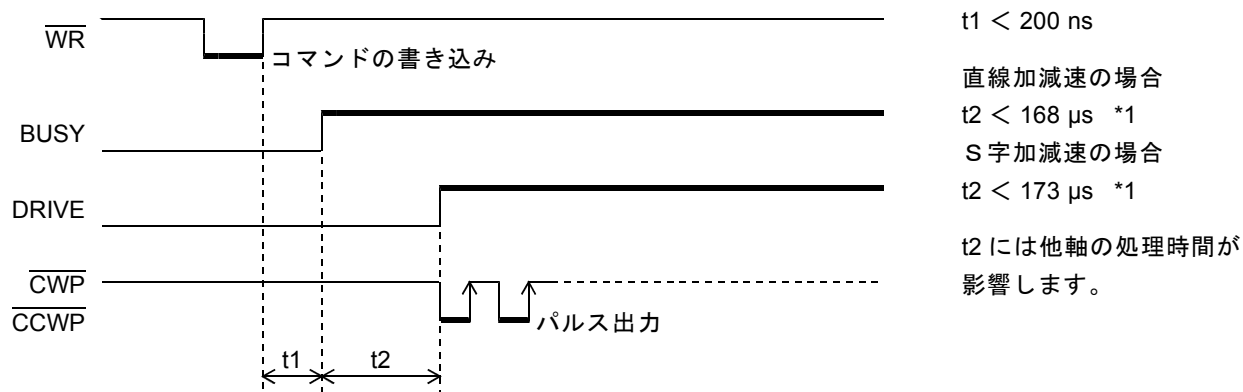 WR
コマンドの書き込み
BUSY
DRIVE
CWP
CCWP
パルス出力
t1
t2
t1 < 200 ns
直線加減速の場合
t2 < 168 µs *1
S字加減速の場合
t2 < 173 µs *1
t2 には他軸の処理時間が
影響します。